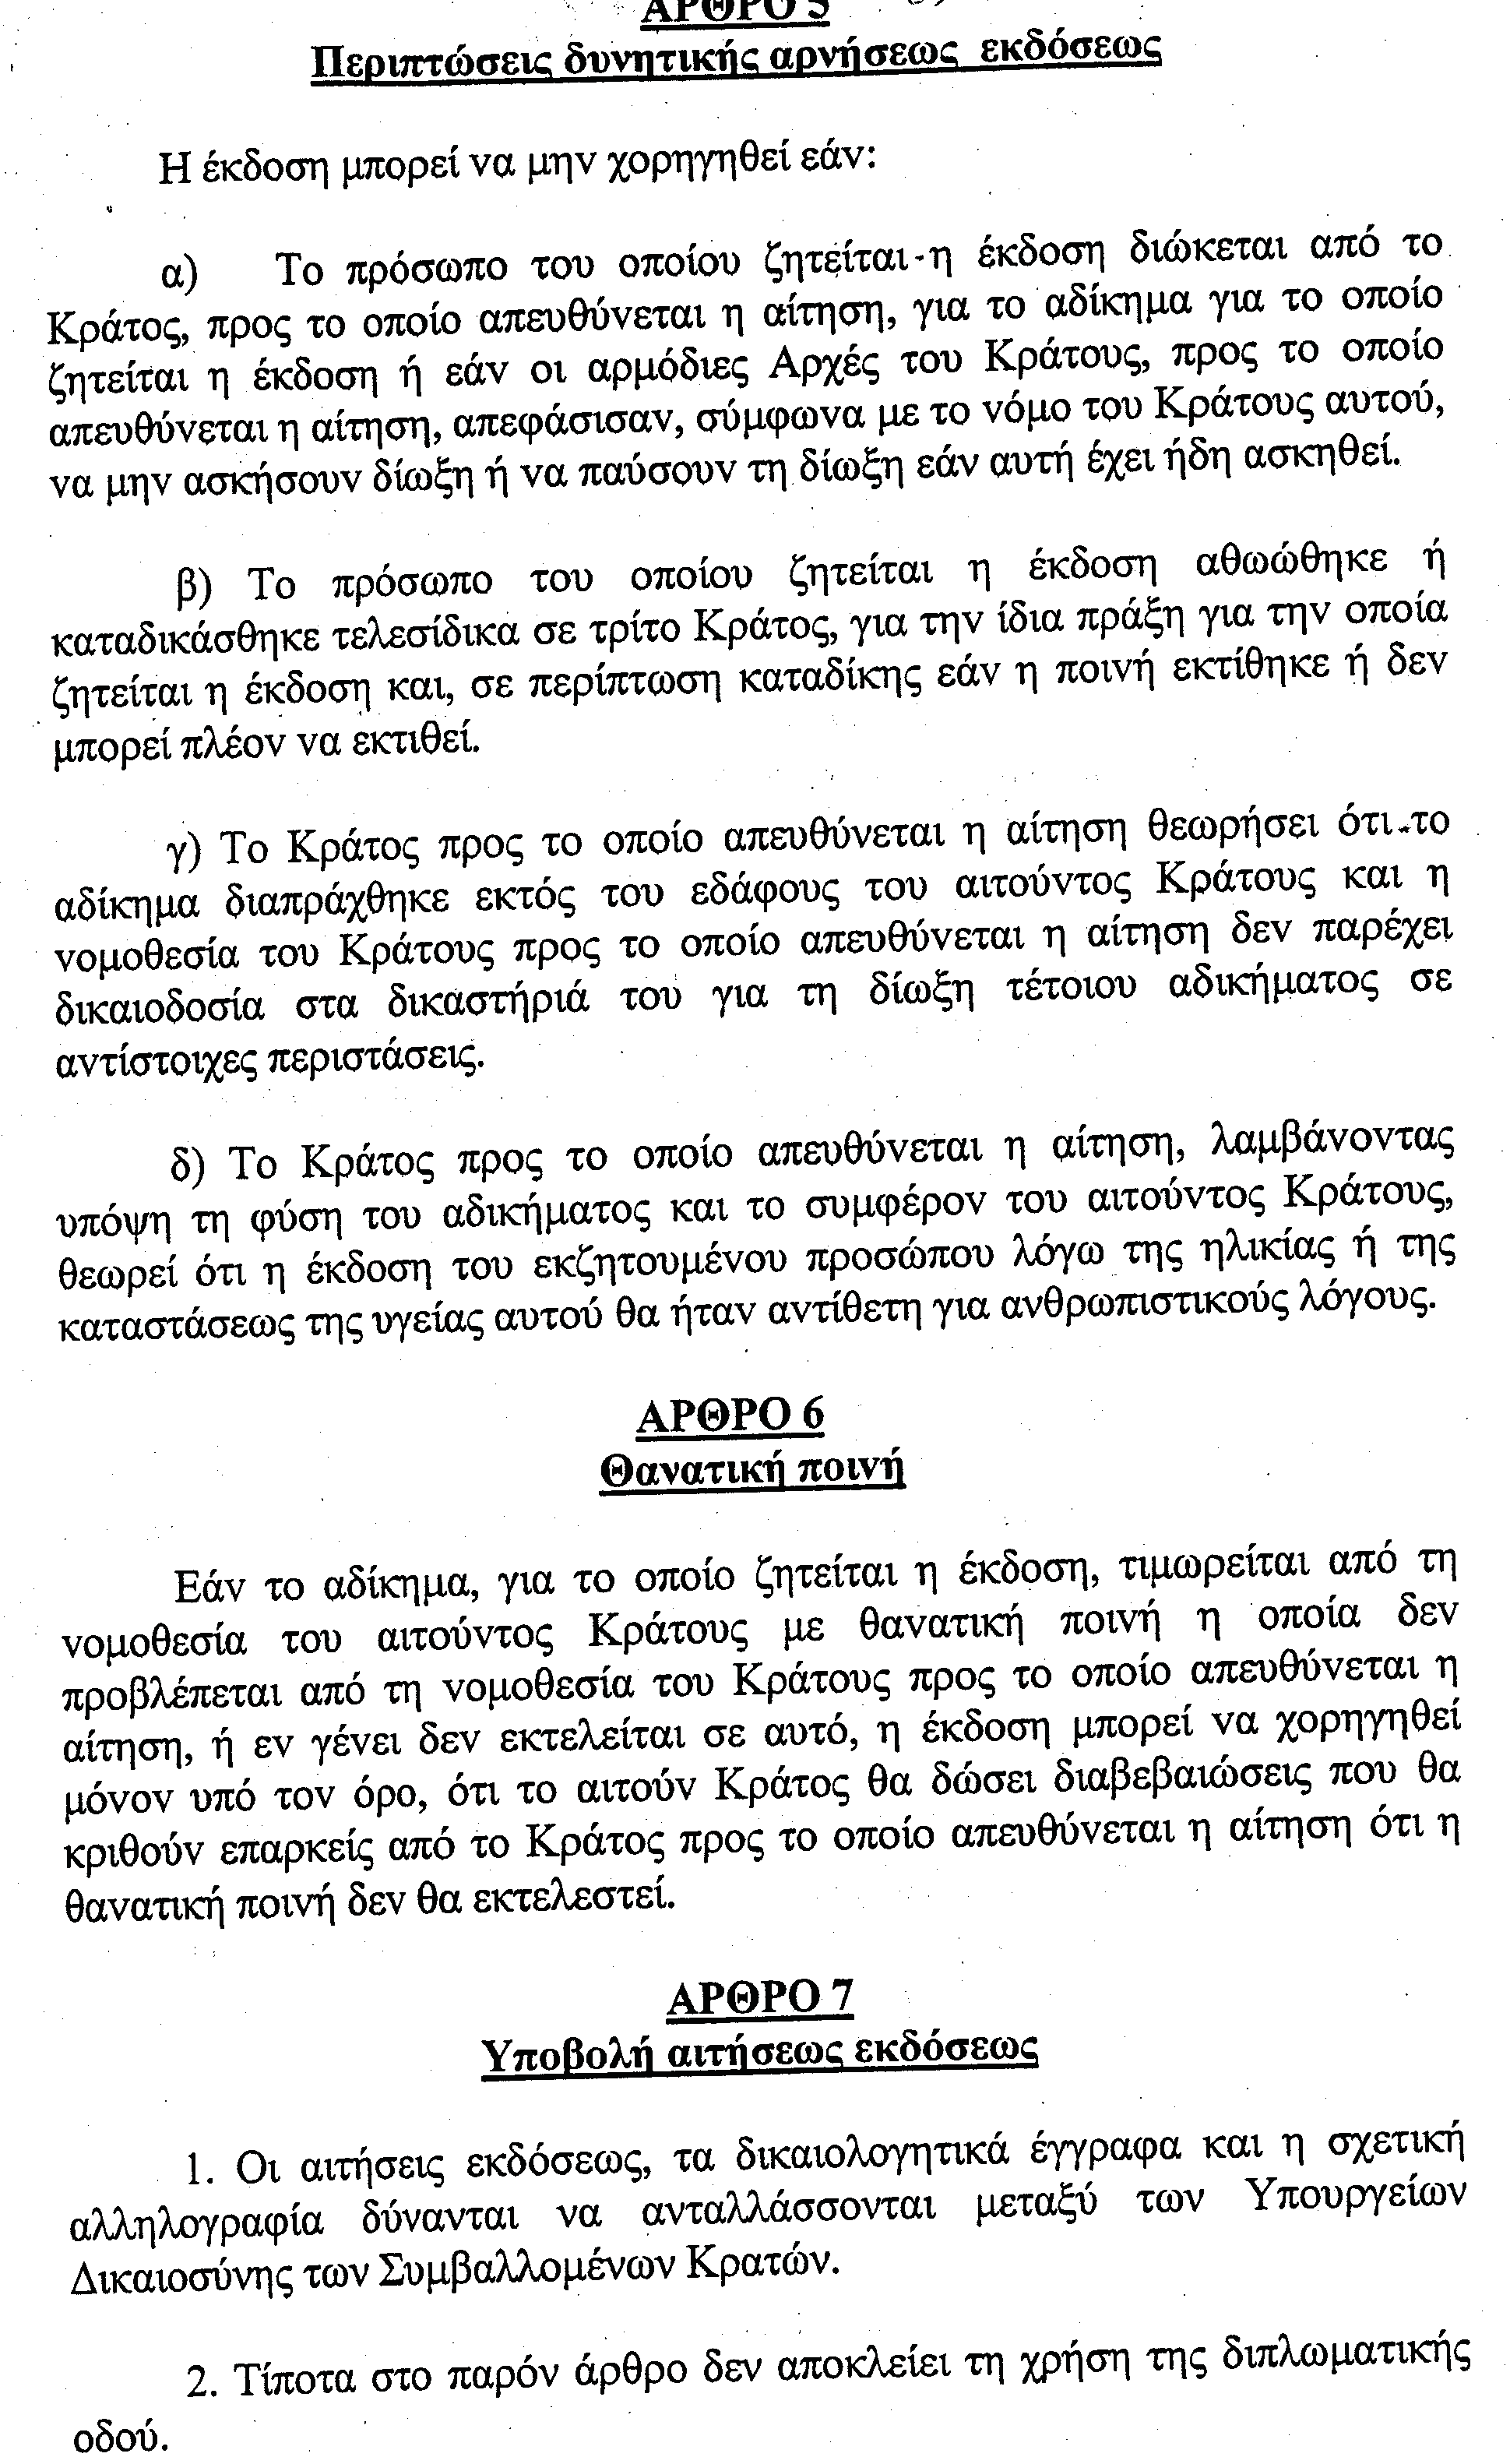 ΑΡΘΡΟ 5
Περιπτώσεις δυνητικής αρνήσεως εκδόσεως
Η έκδοση μπορεί να μην χορηγηθεί εάν:
α) Το πρόσωπο του οποίου ζητείται η έκδοση διώκεται από το
Κράτος, προς το οποίο απευθύνεται η αίτηση, για το αδίκημα για το οποίο
ζητείται η έκδοση ή εάν οι αρμόδιες Αρχές του Κράτους, προς το οποίο
απευθύνεται η αίτηση, απεφάσισαν, σύμφωνα με το νόμο του Κράτους αυτού,
να μην ασκήσουν δίωξη ή να παύσουν τη δίωξη εάν αυτή έχει ήδη ασκηθεί.
β) Το πρόσωπο του οποίου ζητείται η έκδοση αθωώθηκε ή
καταδικάσθηκε τελεσίδικα σε τρίτο Κράτος, για την ίδια πράξη για την οποία
ζητείται η έκδοση και, σε περίπτωση καταδίκης εάν η ποινή εκτίθηκε ή δεν
μπορεί πλέον να εκτιθεί.
γ) Το Κράτος προς το οποίο απευθύνεται η αίτηση θεωρήσει ότι το
αδίκημα διαπράχθηκε εκτός του εδάφους του αιτούντος Κράτους και η
νομοθεσία του Κράτους προς το οποίο απευθύνεται η αίτηση δεν παρέχει
δικαιοδοσία στα δικαστήριά του για τη δίωξη τέτοιου αδικήματος σε
αντίστοιχες περιστάσεις.
δ) Το Κράτος προς το οποίο απευθύνεται η αίτηση, λαμβάνοντας
υπόψη τη φύση του αδικήματος και το συμφέρον του αιτούντος Κράτους,
θεωρεί ότι η έκδοση του εκζητουμένου προσώπου λόγω της ηλικίας ή της
καταστάσεως της υγείας αυτού θα ήταν αντίθετη για ανθρωπιστικούς λόγους.
ΑΡΘΡΟ 6
Θανατική ποινή
Εάν το αδίκημα, για το οποίο ζητείται η έκδοση, τιμωρείται από τη
νομοθεσία του αιτούντος Κράτους με θανατική ποινή η οποία δεν
προβλέπεται από τη νομοθεσία του Κράτους προς το οποίο απευθύνεται η
αίτηση, ή εν γένει δεν εκτελείται σε αυτό, η έκδοση μπορεί να χορηγηθεί
μόνον υπό τον όρο, ότι το αιτούν Κράτος θα δώσει διαβεβαιώσεις που θα
κριθούν επαρκείς από το Κράτος προς το οποίο απευθύνεται η αίτηση ότι η
θανατική ποινή δεν θα εκτελεστεί.
ΑΡΘΡΟ 7
Υποβολή αιτήσεως εκδόσεως
1. Οι αιτήσεις εκδόσεως, τα δικαιολογητικά έγγραφα και η σχετική
αλληλογραφία δύνανται να ανταλλάσσονται μεταξύ των Υπουργείων
Δικαιοσύνης των Συμβαλλομένων Κρατών.
2. Τίποτα στο παρόν άρθρο δεν αποκλείει τη χρήση της διπλωματικής
οδού.